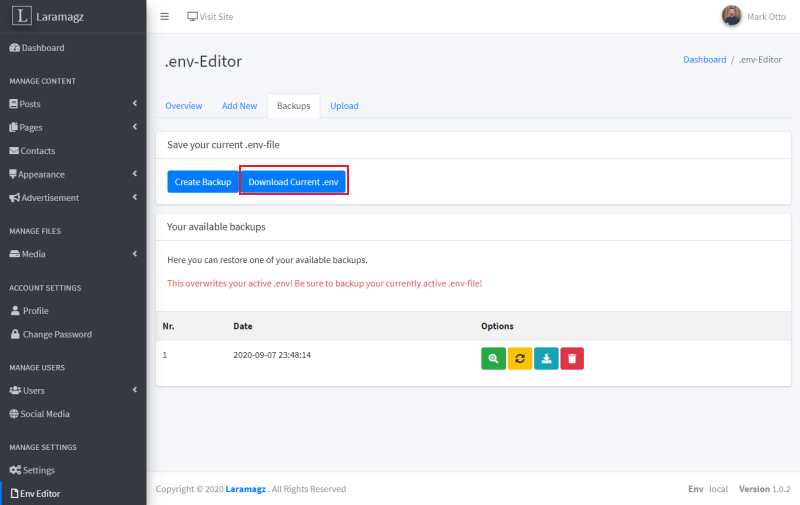 L Laramagz
Visit Site
Mark Otto
Dashboard
MANAGE CONTENT
Posts
Pages
Contacts
Appearance
Advertisement
MANAGE FILES
Media
ACCOUNT SETTINGS
Profile
Change Password
MANAGE USERS
Users
Social Media
MANAGE SETTINGS
Settings
Env Editor
.env-Editor
Dashboard / .env-Editor
Overview Add New Backups Upload
Save your current .env-file
Create Backup Download Current .env
Your available backups
Here you can restore one of your available backups.
This overwrites your active .env! Be sure to backup your currently active .env-file!
Nr. Date Options
1 2020-09-07 23:48:14
Copyright © 2020 Laramagz . All Rights Reserved
Env local Version 1.0.2